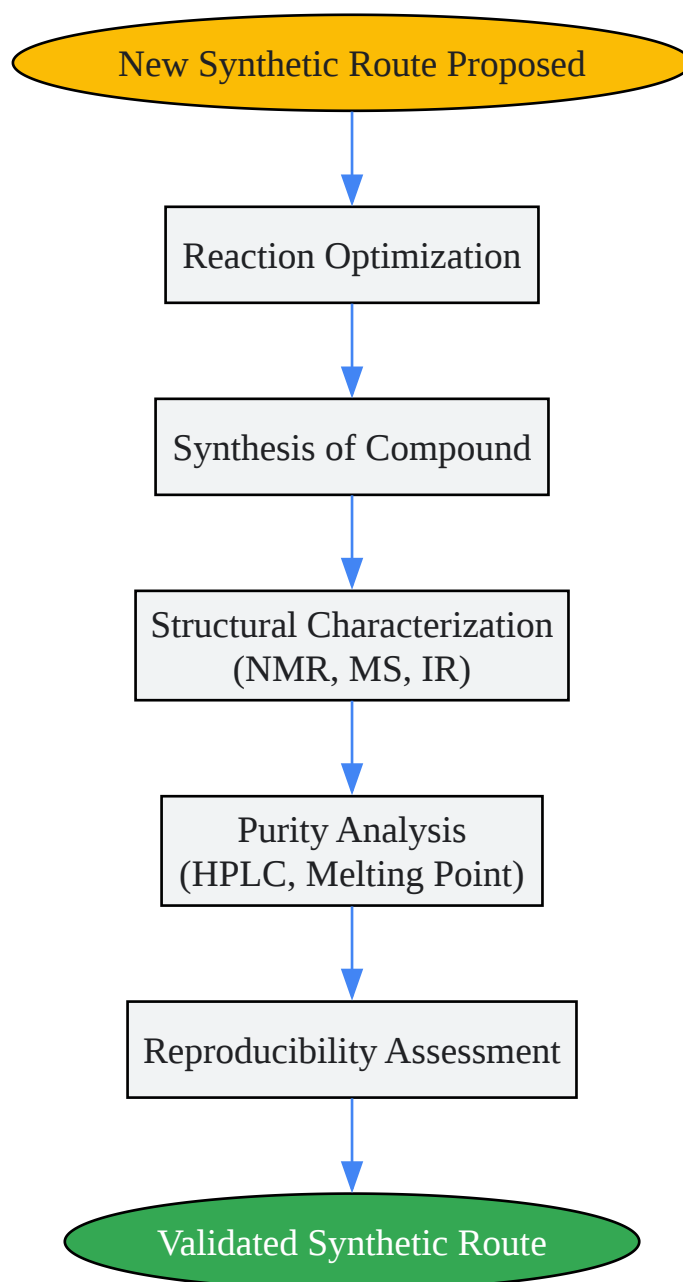 New Synthetic Route Proposed
Reaction Optimization
Synthesis of Compound
Structural Characterization
(NMR, MS, IR)
Purity Analysis
(HPLC, Melting Point)
Reproducibility Assessment
Validated Synthetic Route